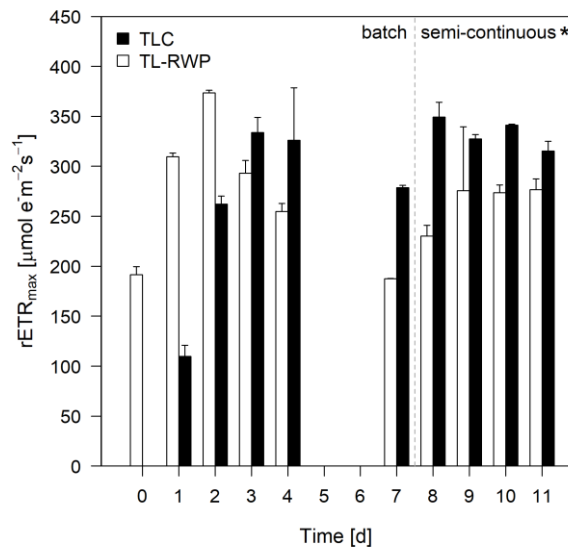 450
400
350
300
250
200
150
100
50
0
rETRmax [µmol e⁻m⁻²s⁻¹]
TLC
TL-RWP
batch
semi-continuous *
0 1 2 3 4 5 6 7 8 9 10 11
Time [d]